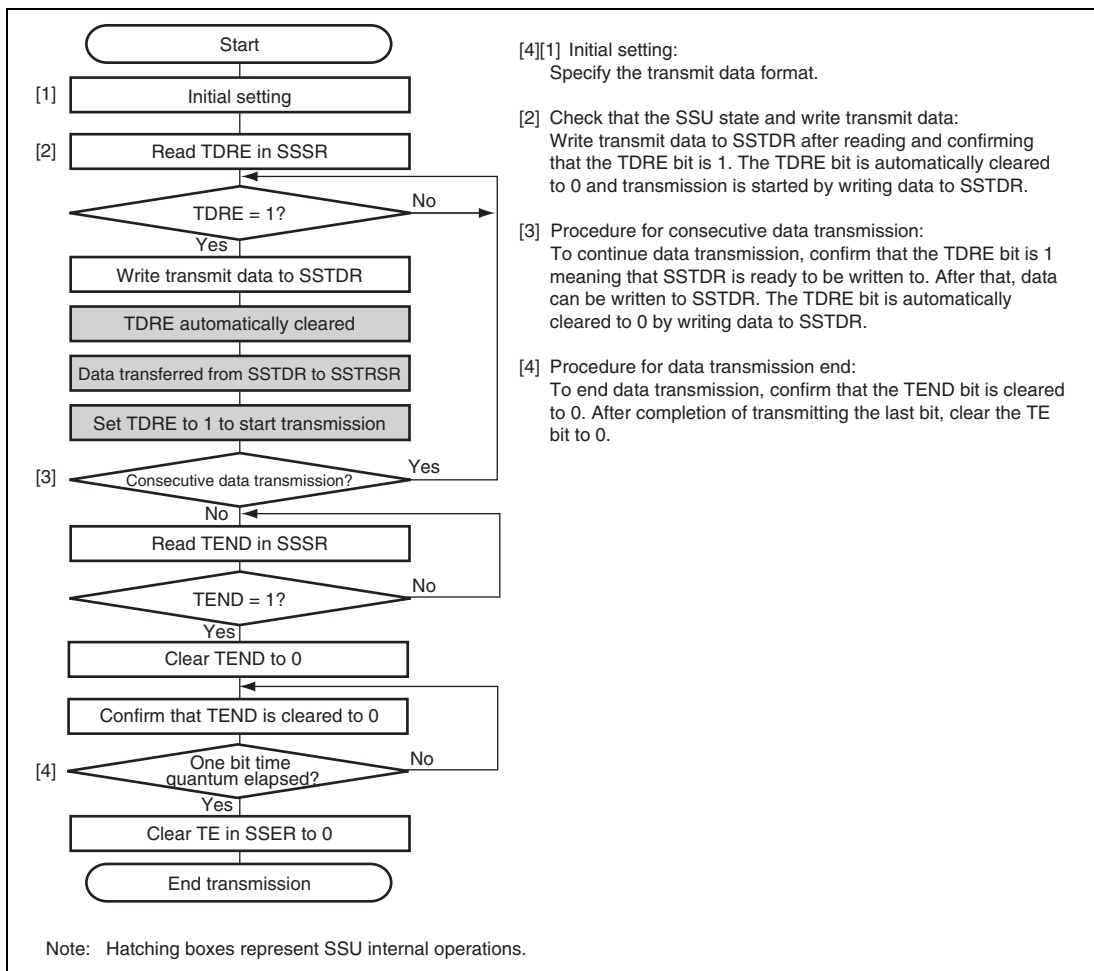 Start
[1] Initial setting
[2] Read TDRE in SSSR
TDRE = 1?
No
Yes
Write transmit data to SSTDR
TDRE automatically cleared
Data transferred from SSTDR to SSTRSR
Set TDRE to 1 to start transmission
[3] Consecutive data transmission?
Yes
No
Read TEND in SSSR
TEND = 1?
No
Yes
Clear TEND to 0
Confirm that TEND is cleared to 0
[4] One bit time
quantum elapsed?
No
Yes
Clear TE in SSER to 0
End transmission
[4][1] Initial setting:
Specify the transmit data format.
[2] Check that the SSU state and write transmit data:
Write transmit data to SSTDR after reading and confirming
that the TDRE bit is 1. The TDRE bit is automatically cleared
to 0 and transmission is started by writing data to SSTDR.
[3] Procedure for consecutive data transmission:
To continue data transmission, confirm that the TDRE bit is 1
meaning that SSTDR is ready to be written to. After that, data
can be written to SSTDR. The TDRE bit is automatically
cleared to 0 by writing data to SSTDR.
[4] Procedure for data transmission end:
To end data transmission, confirm that the TEND bit is cleared
to 0. After completion of transmitting the last bit, clear the TE
bit to 0.
Note: Hatching boxes represent SSU internal operations.